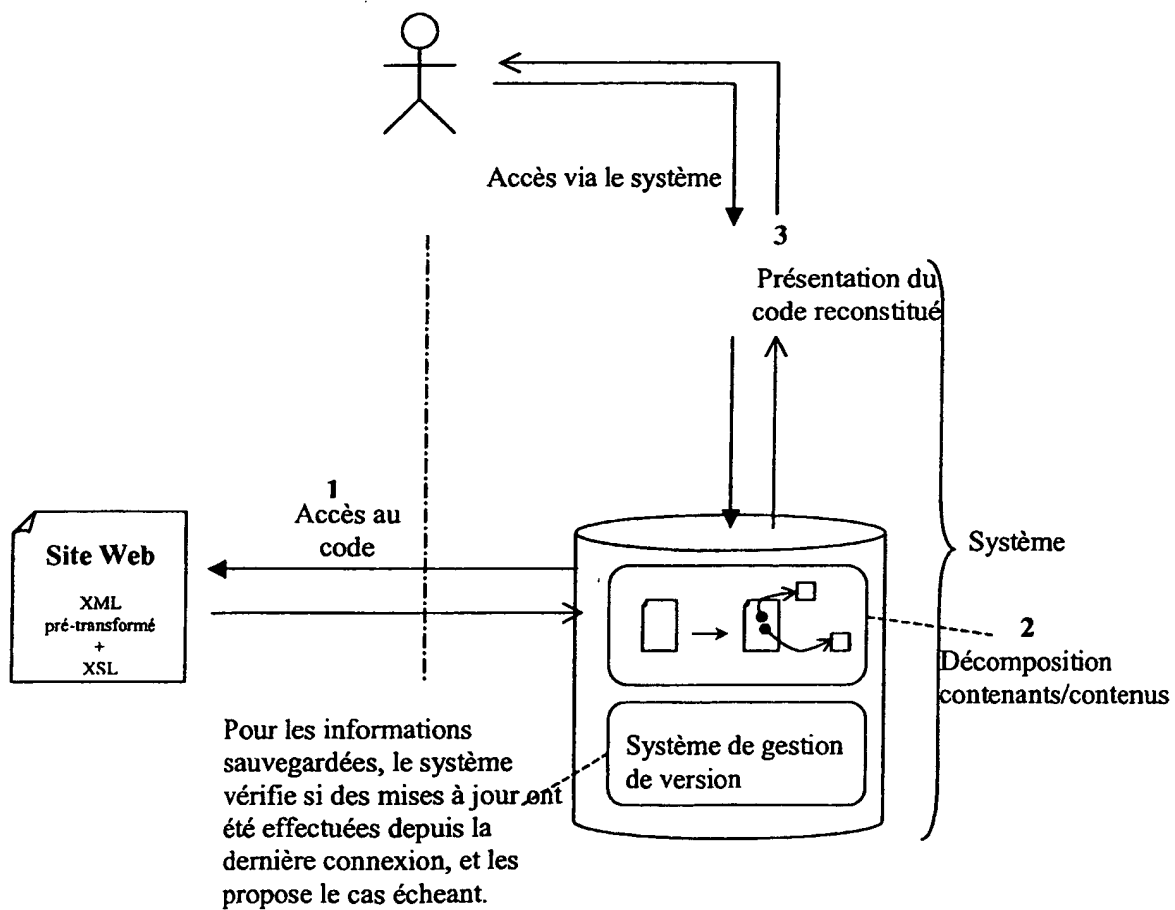 Accès via le système
3
Présentation du
code reconstitué
1
Accès au
code
Site Web
XML
pré-transformé
+
XSL
Système
2
Décomposition
contenants/contenus
Pour les informations
sauvegardées, le système
vérifie si des mises à jour ont
été effectuées depuis la
dernière connexion, et les
propose le cas écheant.
Système de gestion
de version